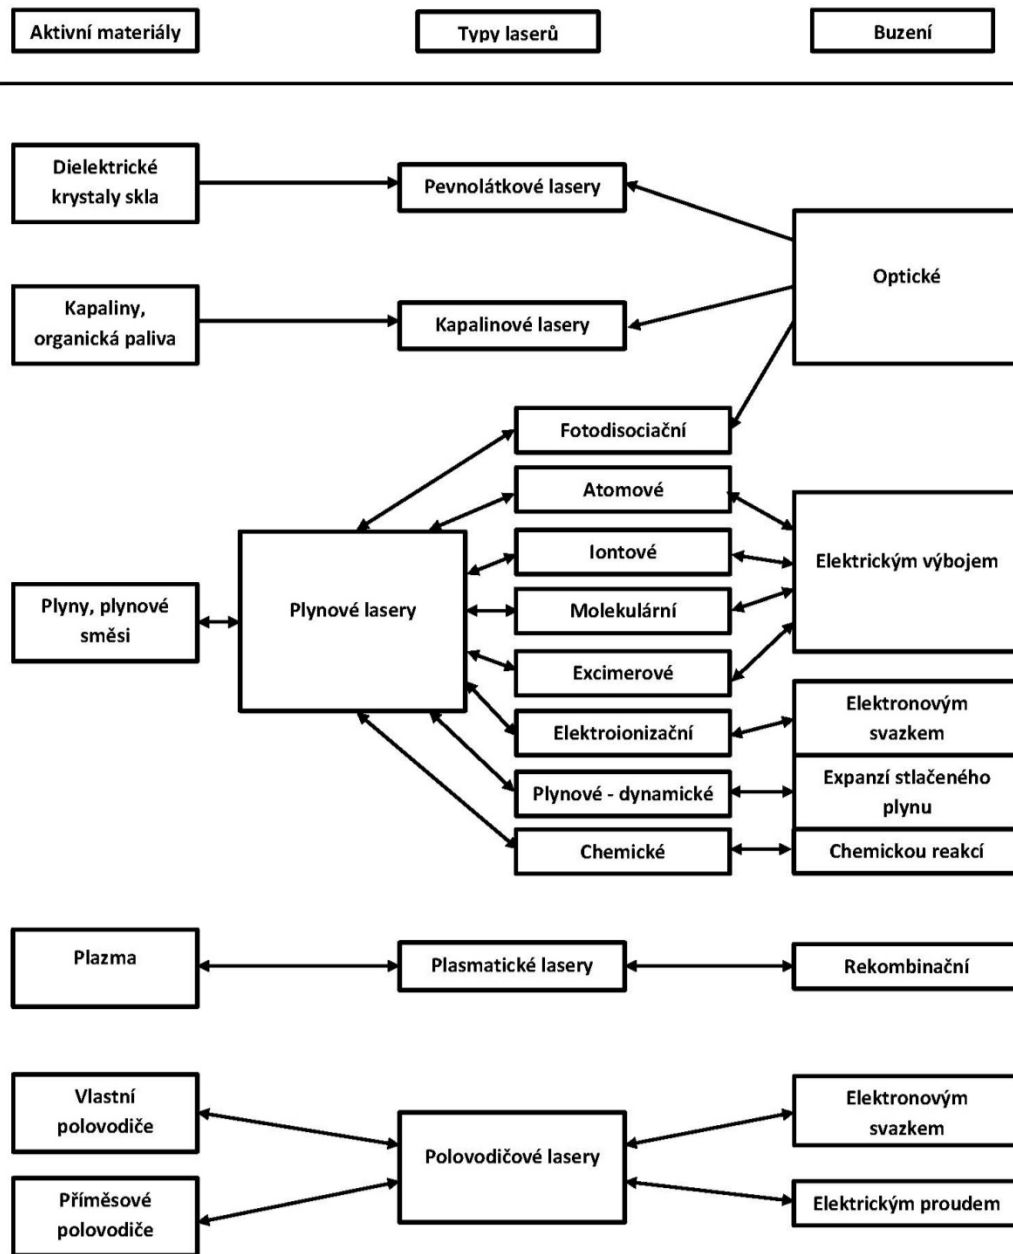 Aktivní materiály
Typy laserů
Buzení
Dielektrické
krystaly skla
Pevnolátkové lasery
Optické
Kapaliny,
organická paliva
Kapalinové lasery
Fotodisociační
Atomové
Iontové
Molekulární
Excimerové
Elektroionizační
Plynové - dynamické
Chemické
Plyny, plynové
směsi
Plynové lasery
Elektrickým výbojem
Elektronovým
svazkem
Expanzí stlačeného
plynu
Chemickou reakcí
Plazma
Plasmatické lasery
Rekombinační
Vlastní
polovodiče
Příměsové
polovodiče
Polovodičové lasery
Elektronovým
svazkem
Elektrickým proudem